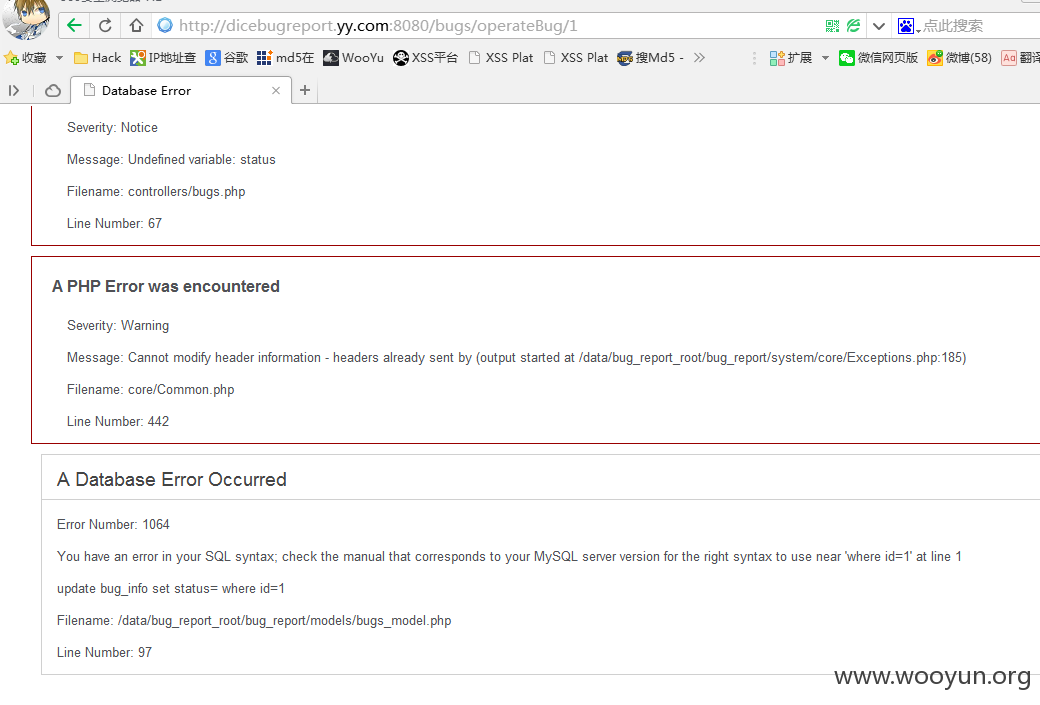 http://dicebugreport.yy.com:8080/bugs/operateBug/1
点此搜索
收藏 Hack IP地址查 谷歌 md5在 WooYu XSS平台 XSS Plat XSS Plat 搜Md5 - 扩展 微信网页版 微博(58) 翻译
Database Error
Severity: Notice
Message: Undefined variable: status
Filename: controllers/bugs.php
Line Number: 67
A PHP Error was encountered
Severity: Warning
Message: Cannot modify header information - headers already sent by (output started at /data/bug_report_root/bug_report/system/core/Exceptions.php:185)
Filename: core/Common.php
Line Number: 442
A Database Error Occurred
Error Number: 1064
You have an error in your SQL syntax; check the manual that corresponds to your MySQL server version for the right syntax to use near 'where id=1' at line 1
update bug_info set status= where id=1
Filename: /data/bug_report_root/bug_report/models/bugs_model.php
Line Number: 97
www.wooyun.org